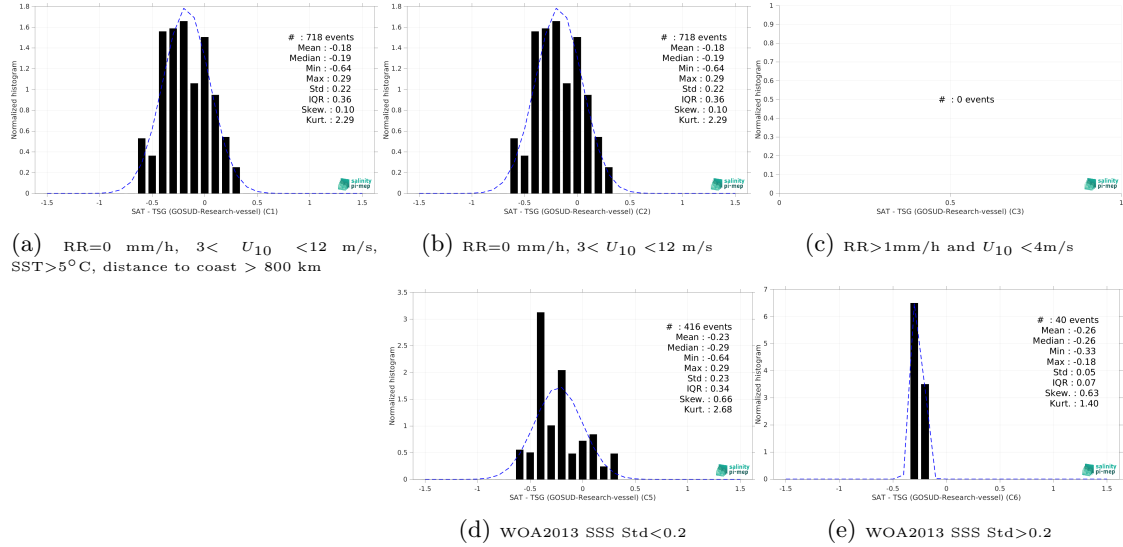 1.8
1.6
1.4
1.2
1
0.8
0.6
0.4
0.2
0
Normalized histogram
# : 718 events
Mean : -0.18
Median : -0.19
Min : -0.64
Max : 0.29
Std : 0.22
IQR : 0.36
Skew. : 0.10
Kurt. : 2.29
salinity
pi-mep
-1.5 -1 -0.5 0 0.5 1 1.5
SAT - TSG (GOSUD-Research-vessel) (C1)
(a) RR=0 mm/h, 3< U10 <12 m/s,
SST>5°C, distance to coast > 800 km
1.8
1.6
1.4
1.2
1
0.8
0.6
0.4
0.2
0
Normalized histogram
# : 718 events
Mean : -0.18
Median : -0.19
Min : -0.64
Max : 0.29
Std : 0.22
IQR : 0.36
Skew. : 0.10
Kurt. : 2.29
salinity
pi-mep
-1.5 -1 -0.5 0 0.5 1 1.5
SAT - TSG (GOSUD-Research-vessel) (C2)
(b) RR=0 mm/h, 3< U10 <12 m/s
1
0.9
0.8
0.7
0.6
0.5
0.4
0.3
0.2
0.1
0
Normalized histogram
# : 0 events
salinity
pi-mep
0 0.5 1
SAT - TSG (GOSUD-Research-vessel) (C3)
(c) RR>1mm/h and U10 <4m/s
3.5
3
2.5
2
1.5
1
0.5
0
Normalized histogram
# : 416 events
Mean : -0.23
Median : -0.29
Min : -0.64
Max : 0.29
Std : 0.23
IQR : 0.34
Skew. : 0.66
Kurt. : 2.68
salinity
pi-mep
-1.5 -1 -0.5 0 0.5 1 1.5
SAT - TSG (GOSUD-Research-vessel) (C5)
(d) WOA2013 SSS Std<0.2
7
6
5
4
3
2
1
0
Normalized histogram
# : 40 events
Mean : -0.26
Median : -0.26
Min : -0.33
Max : -0.18
Std : 0.05
IQR : 0.07
Skew. : 0.63
Kurt. : 1.40
salinity
pi-mep
-1.5 -1 -0.5 0 0.5 1 1.5
SAT - TSG (GOSUD-Research-vessel) (C6)
(e) WOA2013 SSS Std>0.2